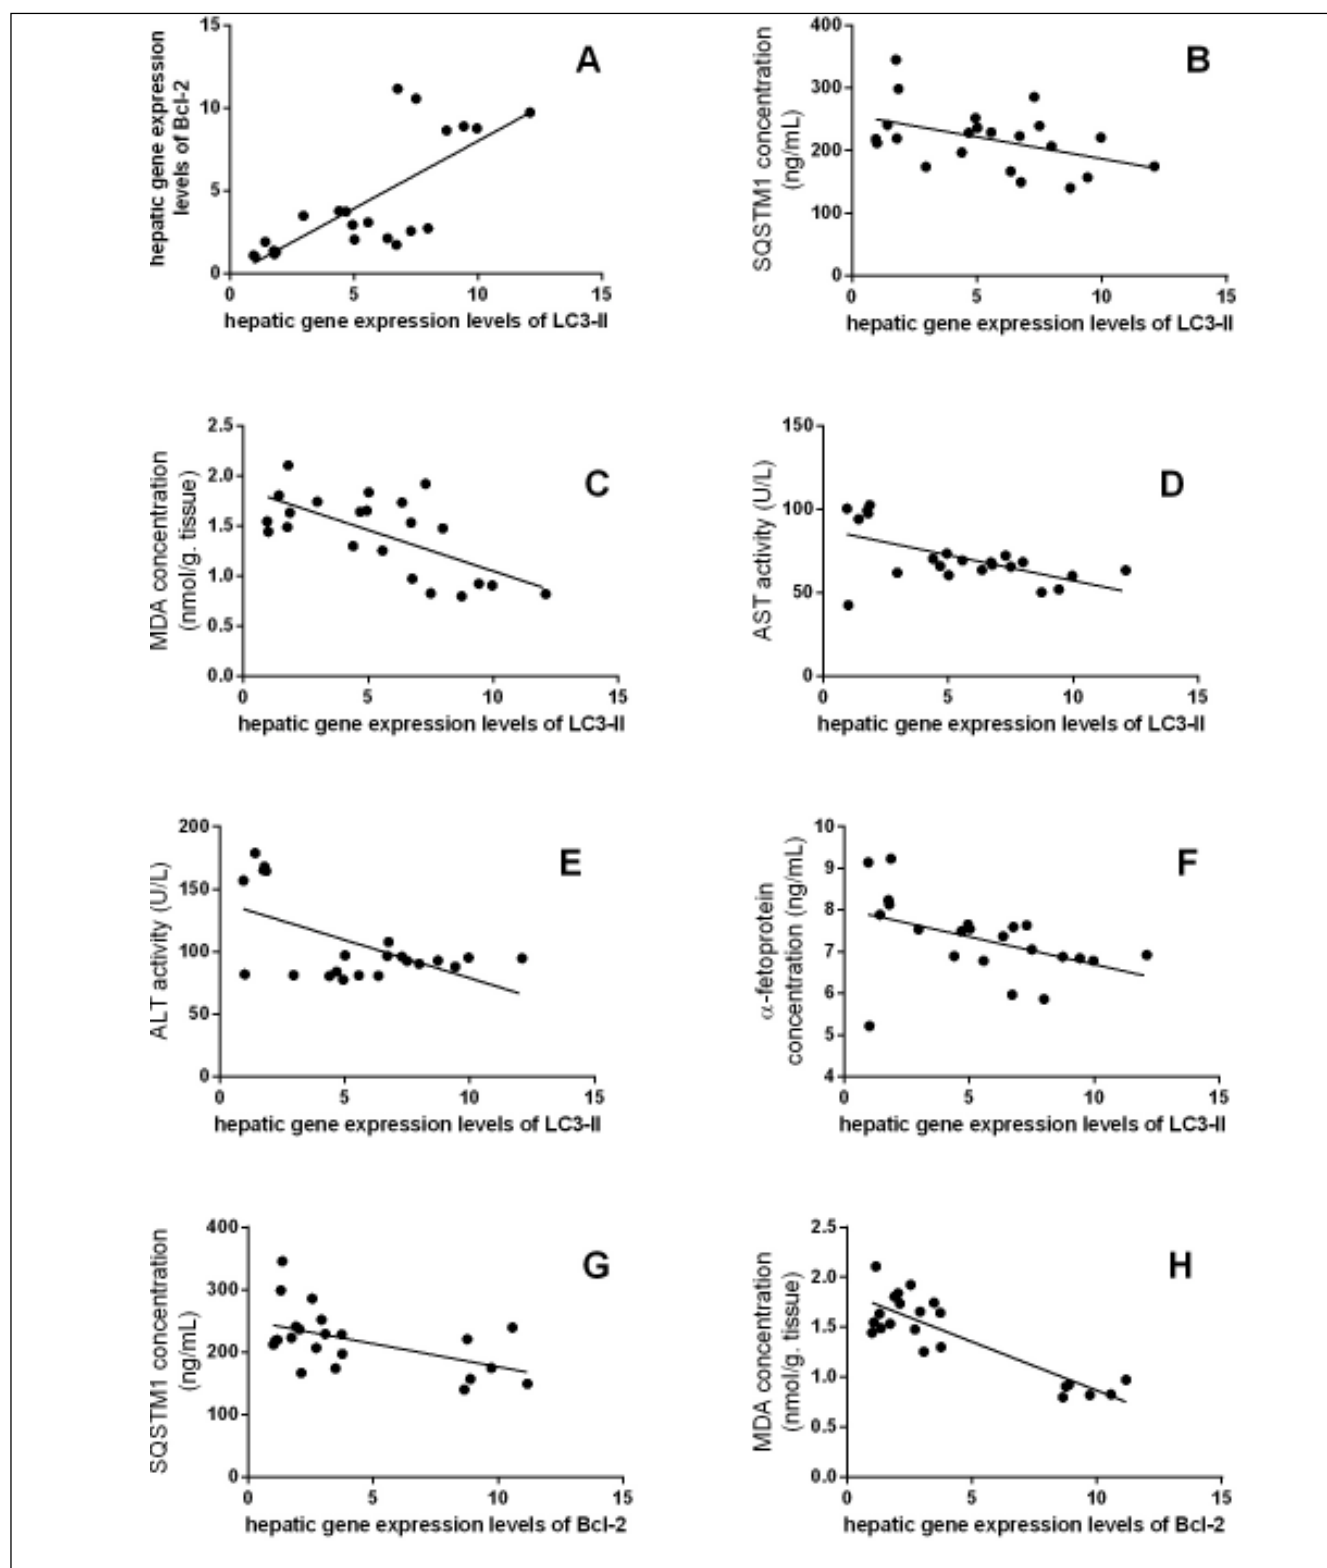 A
hepatic gene expression
levels of Bcl-2
15
10
5
0
0 5 10 15
hepatic gene expression levels of LC3-II
B
SQSTM1 concentration
(ng/mL)
400
300
200
100
0
0 5 10 15
hepatic gene expression levels of LC3-II
C
MDA concentration
(nmol/g. tissue)
2.5
2.0
1.5
1.0
0.5
0.0
0 5 10 15
hepatic gene expression levels of LC3-II
D
AST activity (U/L)
150
100
50
0
0 5 10 15
hepatic gene expression levels of LC3-II
E
ALT activity (U/L)
200
150
100
50
0
0 5 10 15
hepatic gene expression levels of LC3-II
F
α-fetoprotein
concentration (ng/mL)
10
9
8
7
6
5
4
0 5 10 15
hepatic gene expression levels of LC3-II
G
SQSTM1 concentration
(ng/mL)
400
300
200
100
0
0 5 10 15
hepatic gene expression levels of Bcl-2
H
MDA concentration
(nmol/g. tissue)
2.5
2.0
1.5
1.0
0.5
0.0
0 5 10 15
hepatic gene expression levels of Bcl-2